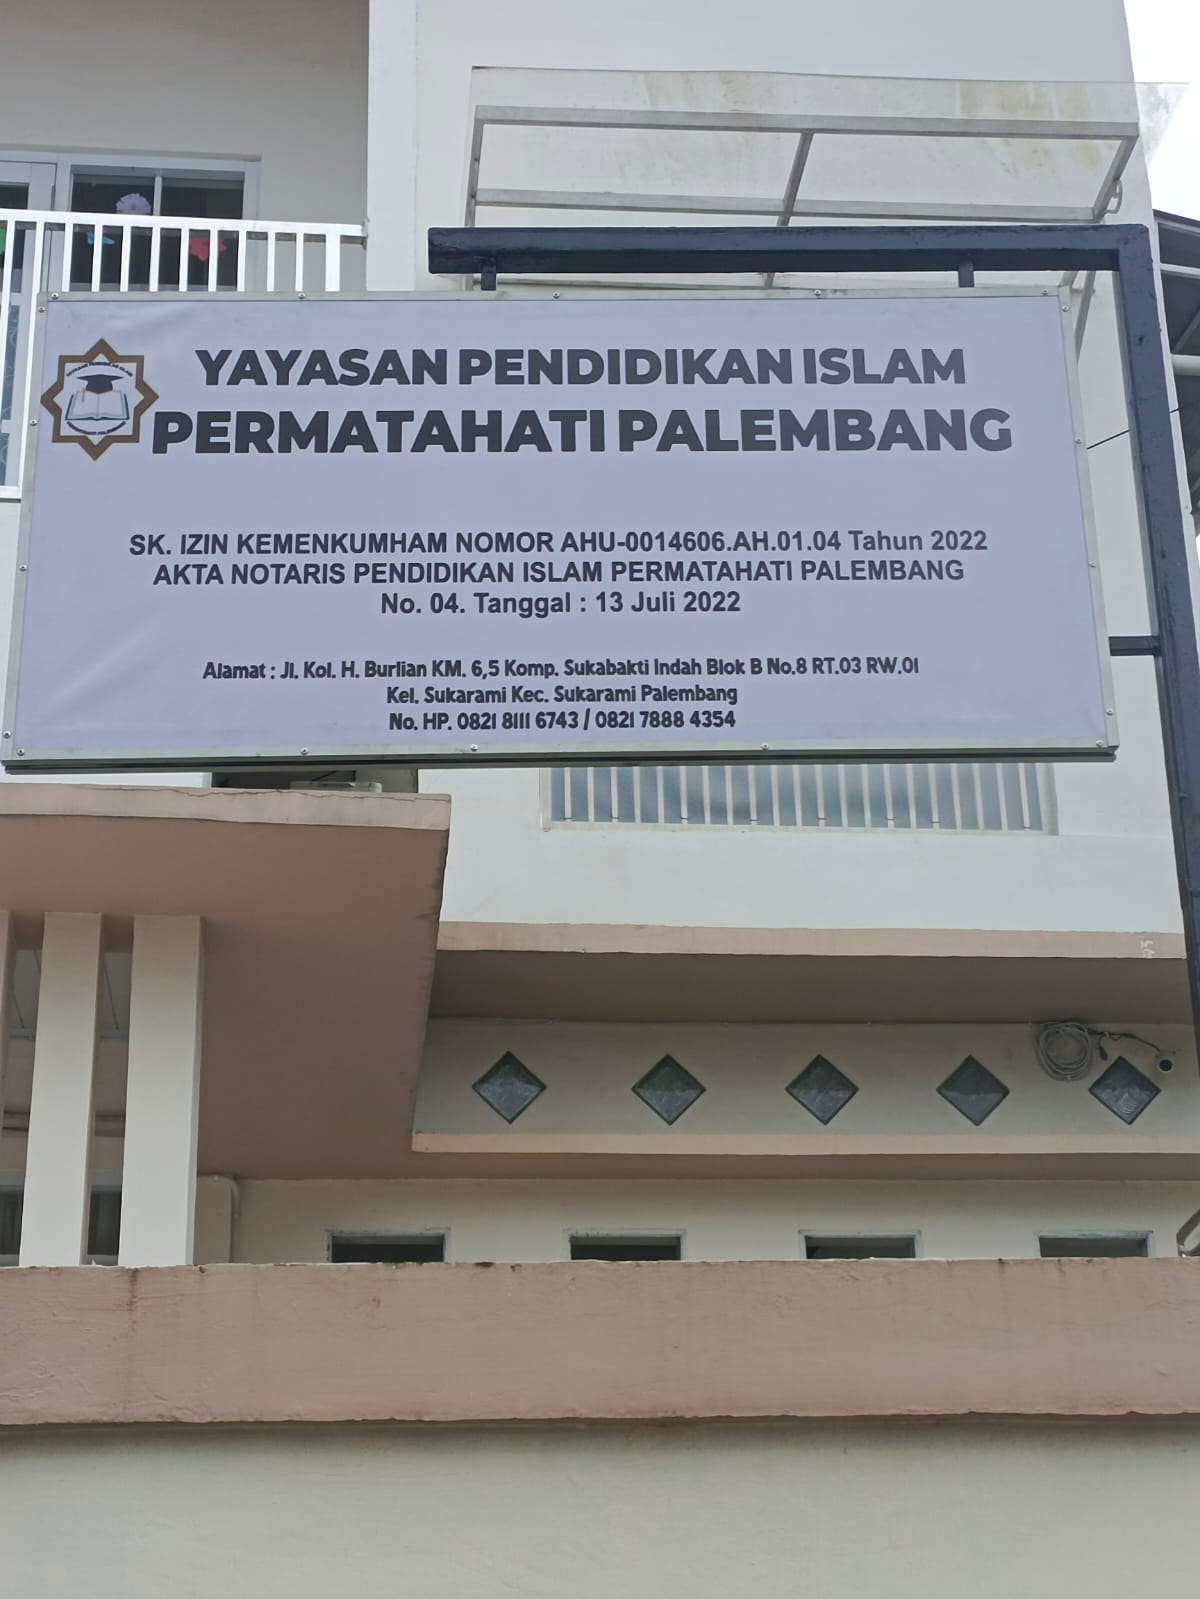 YAYASAN PENDIDIKAN ISLAM
PERMATAHATI PALEMBANG
SK. IZIN KEMENKUMHAM NOMOR AHU-0014606.AH.01.04 Tahun 2022
AKTA NOTARIS PENDIDIKAN ISLAM PERMATAHATI PALEMBANG
No. 04. Tanggal : 13 Juli 2022
Alamat : Jl. Kol. H. Burlian KM. 6,5 Komp. Sukabakti Indah Blok B No.8 RT.03 RW.01
Kel. Sukarami Kec. Sukarami Palembang
No. HP. 0821 8111 6743 / 0821 7888 4354